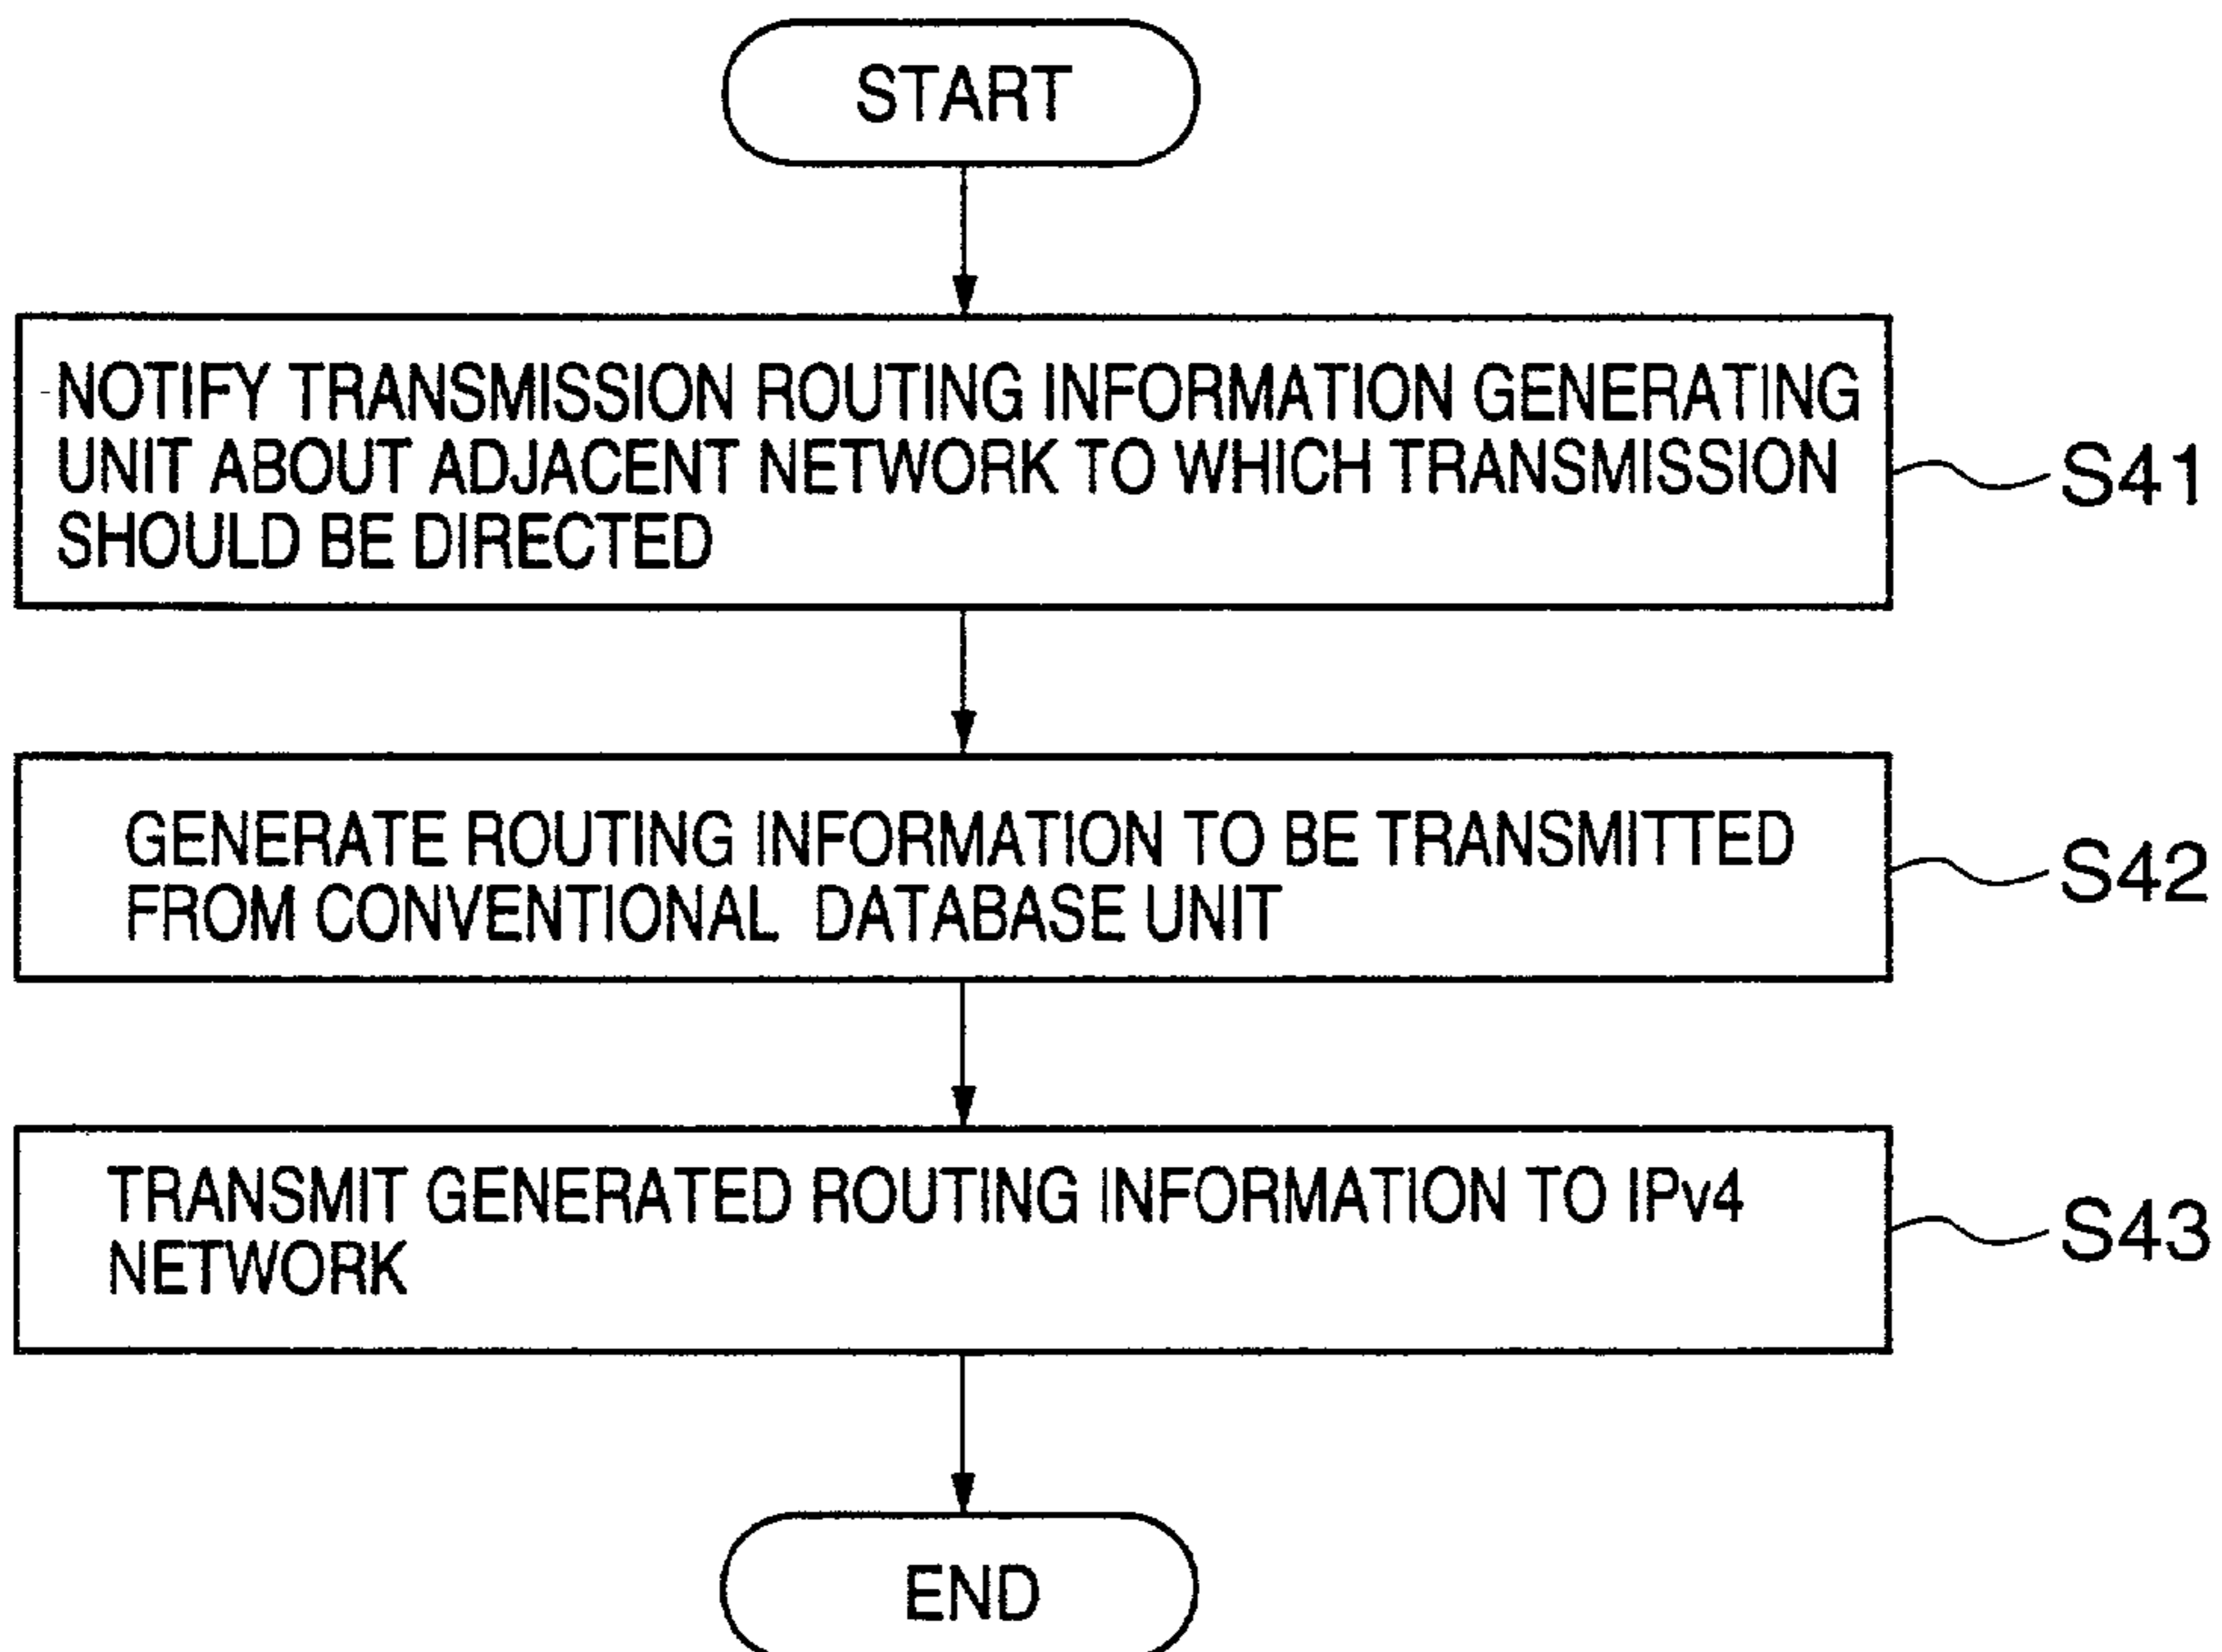 START
NOTIFY TRANSMISSION ROUTING INFORMATION GENERATING
UNIT ABOUT ADJACENT NETWORK TO WHICH TRANSMISSION
SHOULD BE DIRECTED
S41
GENERATE ROUTING INFORMATION TO BE TRANSMITTED
FROM CONVENTIONAL DATABASE UNIT
S42
TRANSMIT GENERATED ROUTING INFORMATION TO IPv4
NETWORK
S43
END